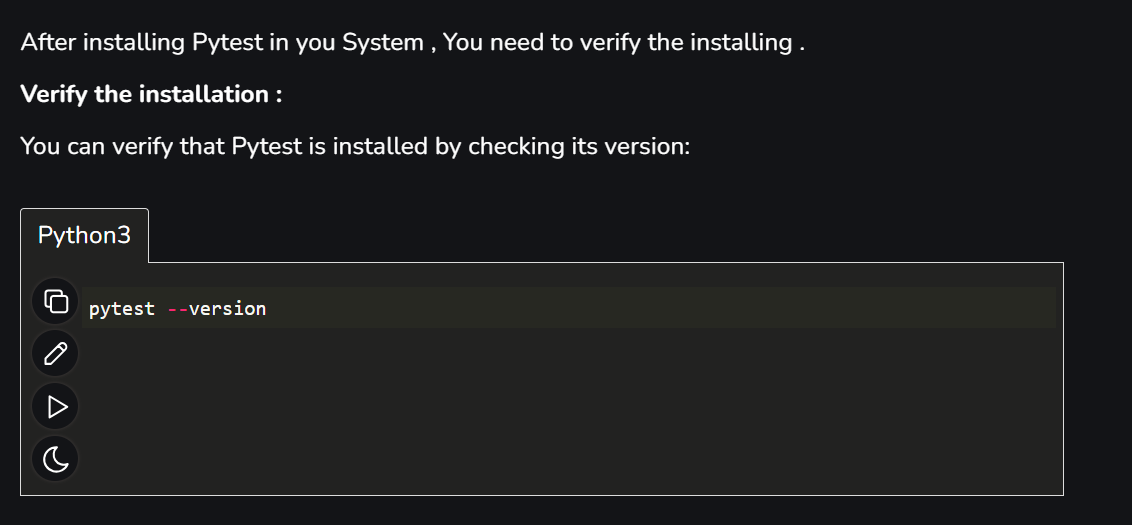 After installing Pytest in you System , You need to verify the installing .
Verify the installation :
You can verify that Pytest is installed by checking its version:
Python3
pytest --version